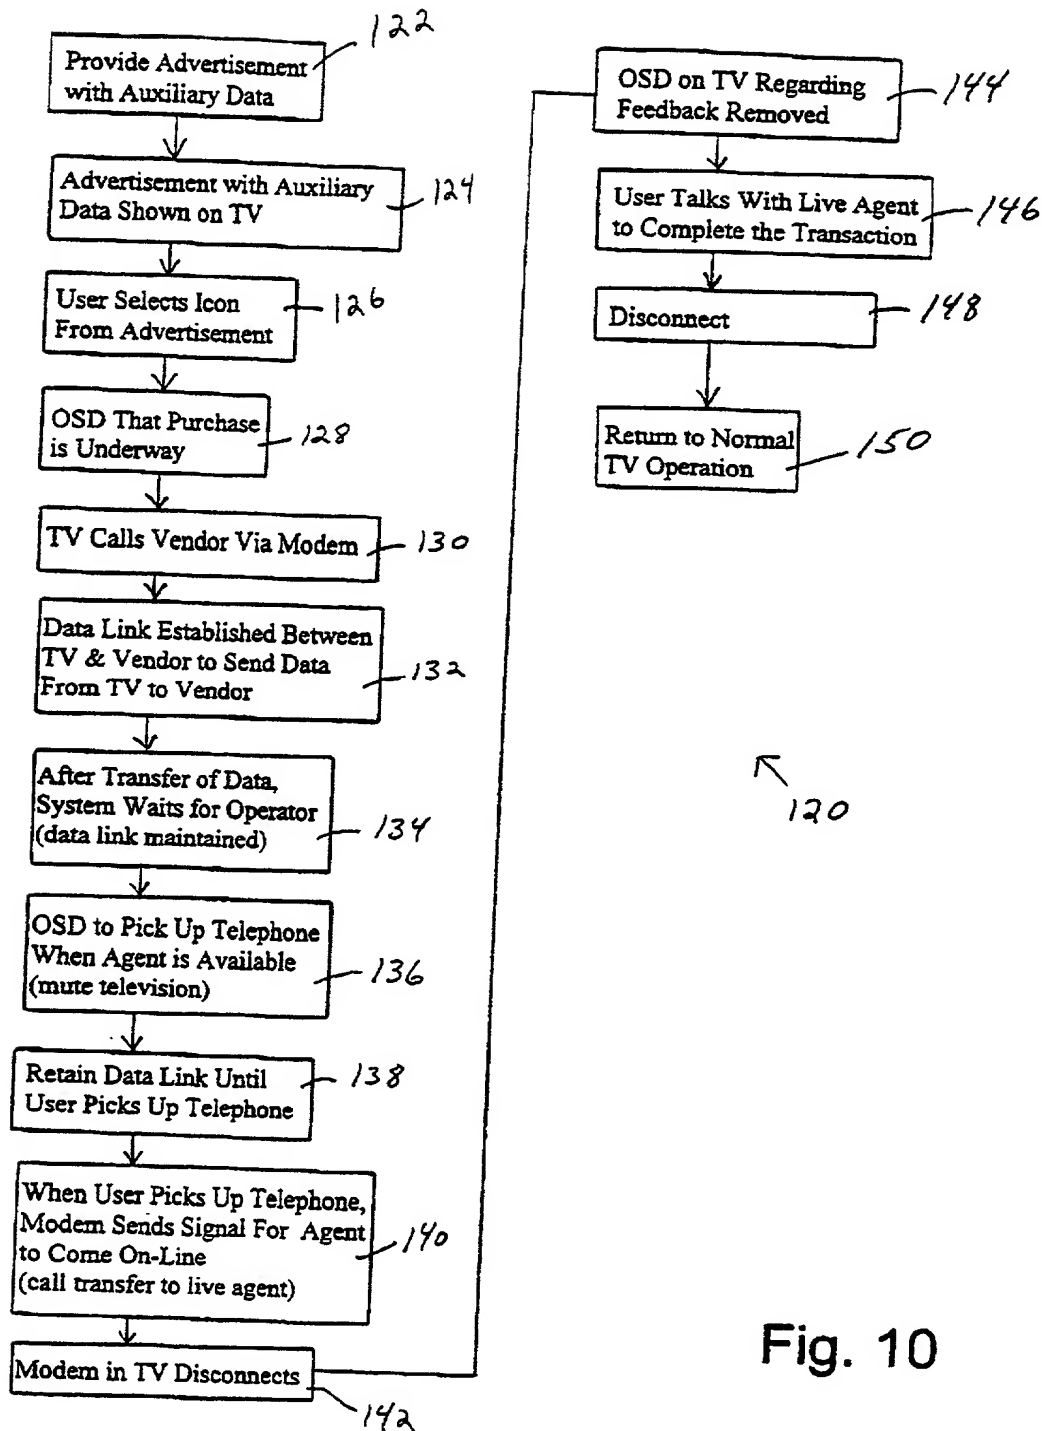 122
Provide Advertisement
with Auxiliary Data
Advertisement with Auxiliary
Data Shown on TV
124
User Selects Icon
From Advertisement
126
OSD That Purchase
is Underway
128
TV Calls Vendor Via Modem
130
Data Link Established Between
TV & Vendor to Send Data
From TV to Vendor
132
After Transfer of Data,
System Waits for Operator
(data link maintained)
134
OSD to Pick Up Telephone
When Agent is Available
(mute television)
136
Retain Data Link Until
User Picks Up Telephone
138
When User Picks Up Telephone,
Modem Sends Signal For Agent
to Come On-Line
(call transfer to live agent)
140
Modem in TV Disconnects
142
OSD on TV Regarding
Feedback Removed
144
User Talks With Live Agent
to Complete the Transaction
146
Disconnect
148
Return to Normal
TV Operation
150
120
Fig. 10